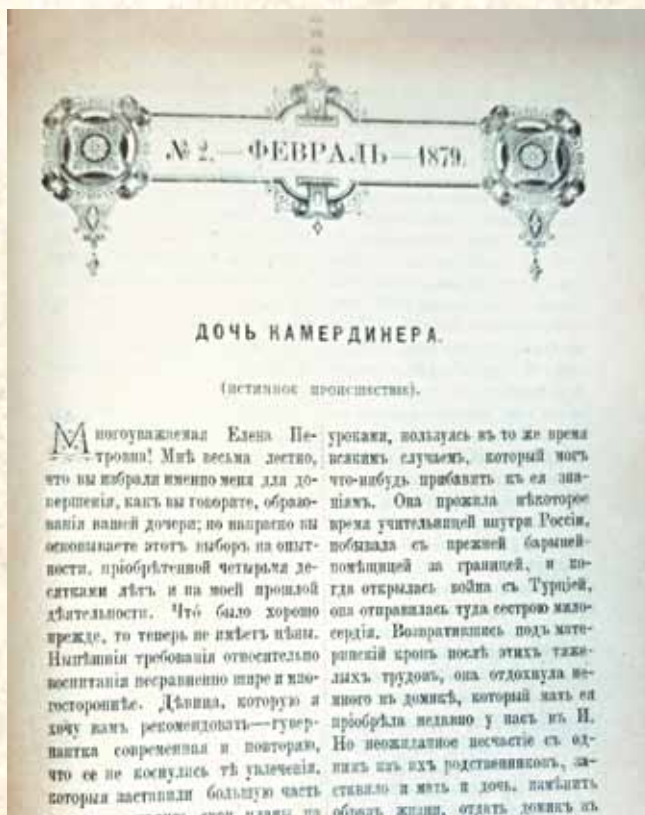 № 2.—ФЕВРАЛЬ—1879.
ДОЧЬ КАМЕРДИНЕРА.
(ИСТИННОЕ ПРОИСШЕСТВІЕ).
Многоуважаемая Елена Пе-
тровна! Мнѣ весьма лестно,
что вы избрали именно меня для до-
вершенія, какъ вы говорите, образо-
ванія вашей дочери; но напрасно вы
основываете этотъ выборъ на опыт-
ности, пріобрѣтенной четырьмя де-
сятками лѣтъ и на моей прошлой
дѣятельности. Что́ было хорошо
прежде, то теперь не имѣетъ цѣны.
Нынѣшнія требованія относительно
воспитанія несравненно шире и мно-
гостороннѣе. Дѣвица, которую я
хочу вамъ рекомендовать—гувер-
нантка современная и повторяю,
что ее не коснулись тѣ увлеченія,
которыя заставили большую часть
свои планы на
уроками, пользуясь въ то же время
всякимъ случаемъ, который могъ
что-нибудь прибавить къ ея зна-
ніямъ. Она прожила нѣкоторое
время учительницей внутри Россіи,
побывала съ прежней барыней-
помѣщицей за границей, и ко-
гда открылась война съ Турціей,
она отправилась туда сестрою мило-
сердія. Возвратившись подъ мате-
ринскій кровъ послѣ этихъ тяже-
лыхъ трудовъ, она отдохнула не-
много въ домикѣ, который мать ея
пріобрѣла недавно у насъ въ И.
Но неожиданное несчастіе съ од-
нимъ изъ ихъ родственниковъ, за-
ставило и мать и дочь, измѣнить
образъ жизни, отдать домикъ въ